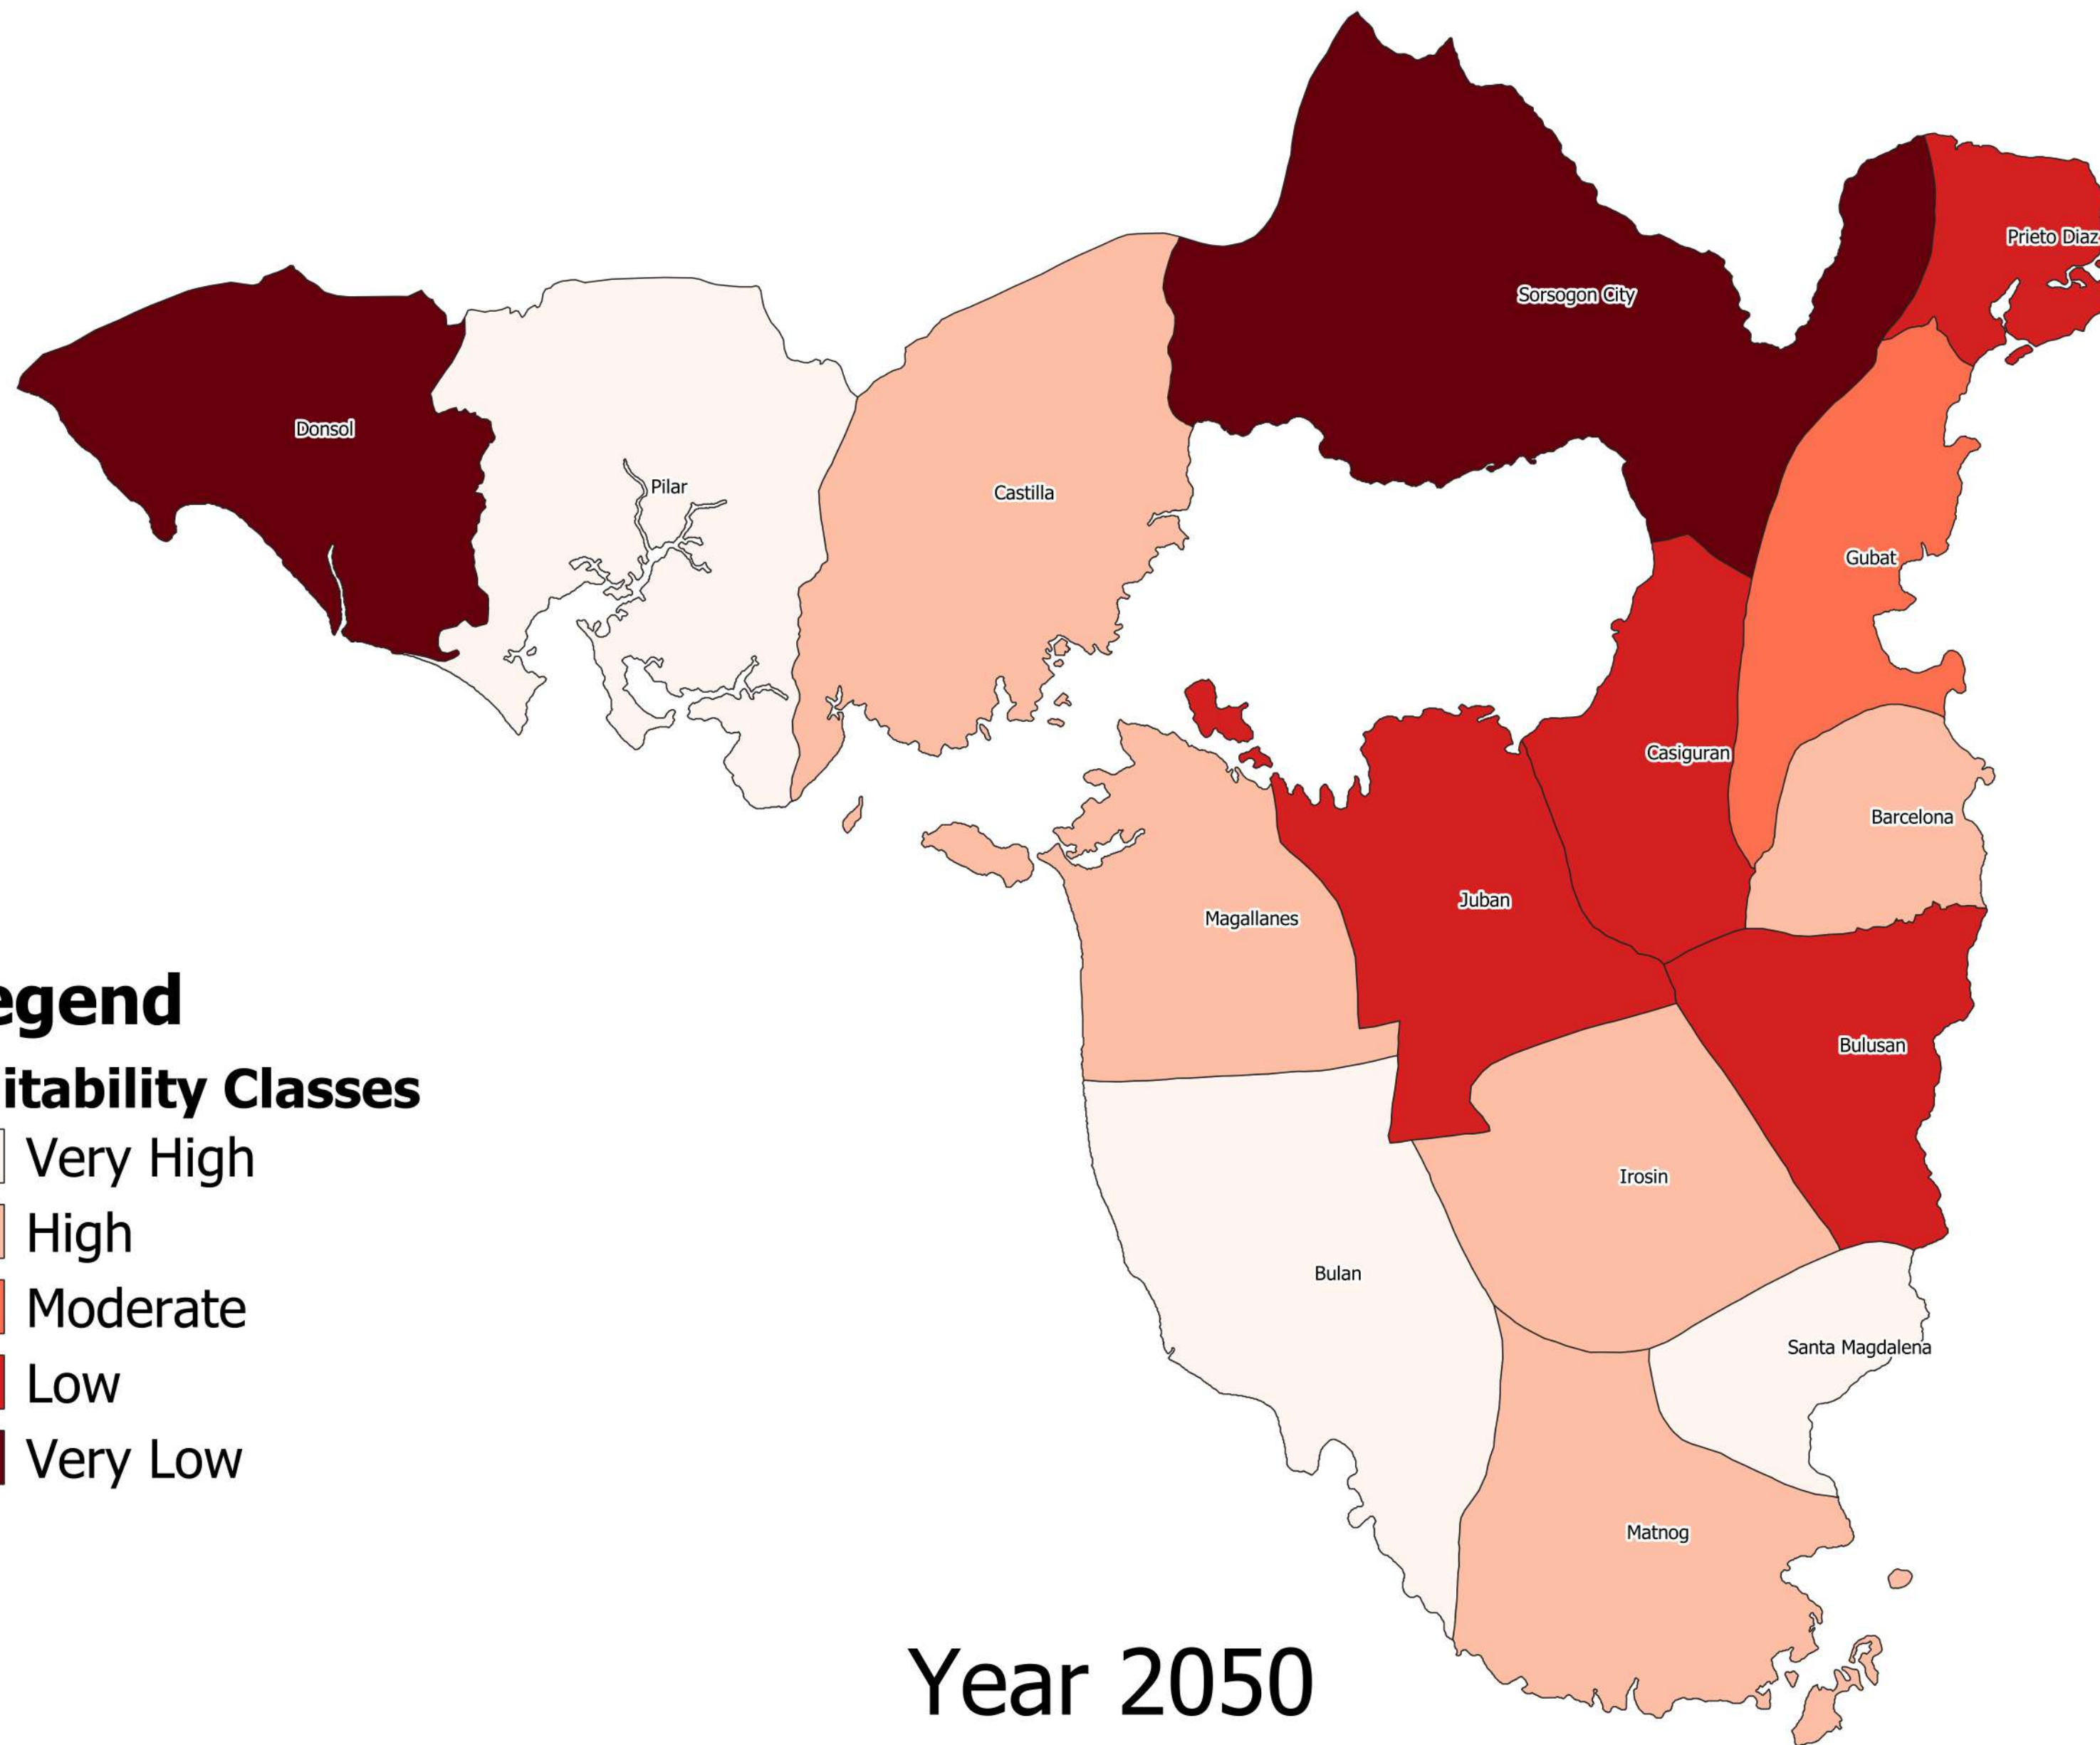 Prieto Diaz
Sorsogon City
Donsol
Pilar
Castilla
Gubat
Casiguran
Barcelona
Juban
Magallanes
Bulusan
Irosin
Bulan
Santa Magdalena
Matnog
egend
itability Classes
Very High
High
Moderate
Low
Very Low
Year 2050